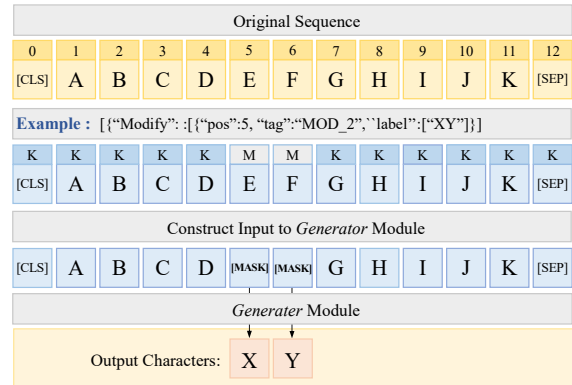 Original Sequence
0 1 2 3 4 5 6 7 8 9 10 11 12
[CLS] A B C D E F G H I J K [SEP]
Example : [{“Modify”: :[{“pos”:5, “tag”:“MOD_2”,``label”:[“XY”]}]
K K K K K M M K K K K K K
[CLS] A B C D E F G H I J K [SEP]
Construct Input to Generator Module
[CLS] A B C D [MASK] [MASK] G H I J K [SEP]
Generater Module
Output Characters: X Y